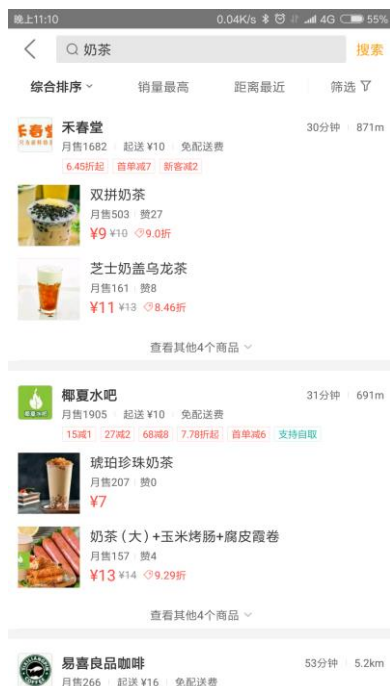 晚上11:10 0.04K/s 4G 55%
奶茶 搜索
综合排序 销量最高 距离最近 筛选
禾春堂 30分钟 871m
月售1682 起送 ¥10 免配送费
6.45折起 首单减7 新客减2
双拼奶茶
月售503 赞27
¥9 ¥10 9.0折
芝士奶盖乌龙茶
月售161 赞8
¥11 ¥13 8.46折
查看其他4个商品
椰夏水吧 31分钟 691m
月售1905 起送 ¥10 免配送费
15减1 27减2 68减8 7.78折起 首单减6 支持自取
琥珀珍珠奶茶
月售207 赞0
¥7
奶茶（大）+玉米烤肠+腐皮霞卷
月售157 赞4
¥13 ¥14 9.29折
查看其他4个商品
易喜良品咖啡 53分钟 5.2km
月售266 起送 ¥16 免配送费